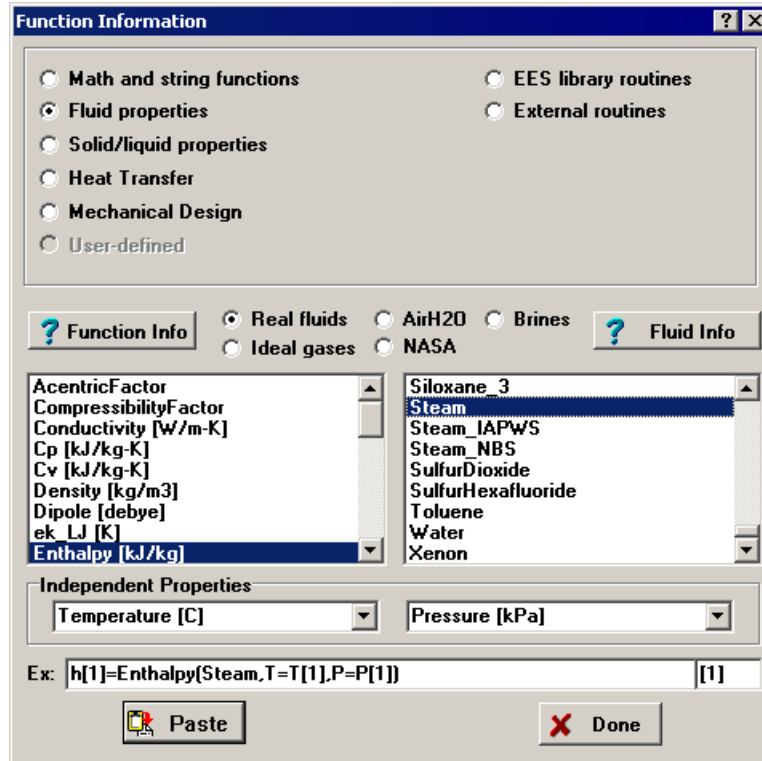 Function Information
Math and string functions
EES library routines
Fluid properties
External routines
Solid/liquid properties
Heat Transfer
Mechanical Design
User-defined
? Function Info
Real fluids
AirH2O
Brines
Ideal gases
NASA
? Fluid Info
AcentricFactor
CompressibilityFactor
Conductivity [W/m-K]
Cp [kJ/kg-K]
Cv [kJ/kg-K]
Density [kg/m3]
Dipole [debye]
ek_LJ [K]
Enthalpy [kJ/kg]
Siloxane_3
Steam
Steam_IAPWS
Steam_NBS
SulfurDioxide
SulfurHexafluoride
Toluene
Water
Xenon
Independent Properties
Temperature [C]
Pressure [kPa]
Ex: h[1]=Enthalpy(Steam,T=T[1],P=P[1]) [1]
Paste
Done